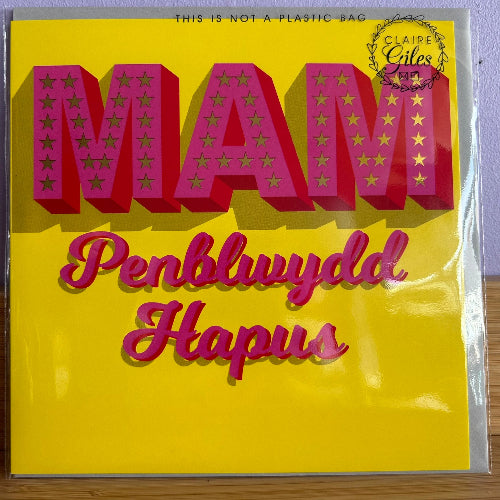 THIS IS NOT A PLASTIC BAG
CLAIRE
Giles
MAM
Penblwydd
Hapus